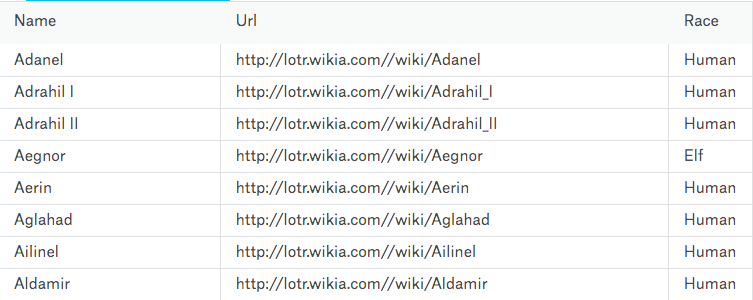 Name Url Race
Adanel http://lotr.wikia.com//wiki/Adanel Human
Adrahil I http://lotr.wikia.com//wiki/Adrahil_I Human
Adrahil II http://lotr.wikia.com//wiki/Adrahil_II Human
Aegnor http://lotr.wikia.com//wiki/Aegnor Elf
Aerin http://lotr.wikia.com//wiki/Aerin Human
Aglahad http://lotr.wikia.com//wiki/Aglahad Human
Ailinel http://lotr.wikia.com//wiki/Ailinel Human
Aldamir http://lotr.wikia.com//wiki/Aldamir Human